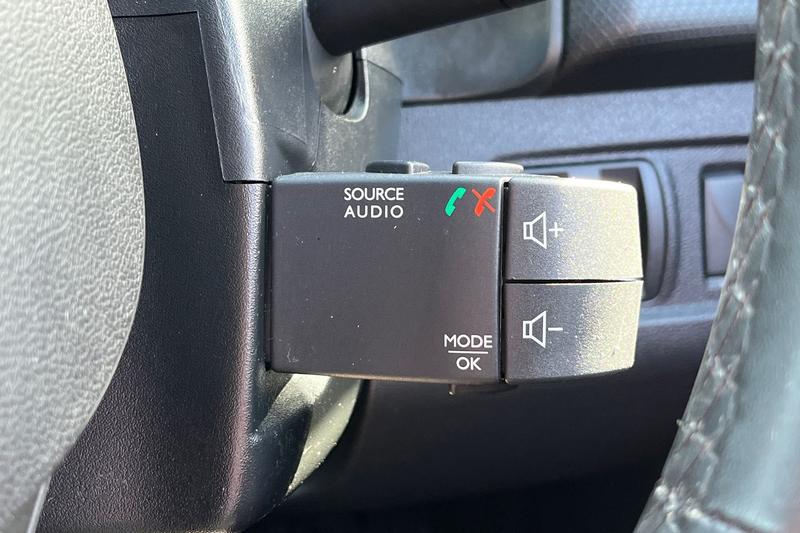 SOURCE
AUDIO
+
MODE
OK
-